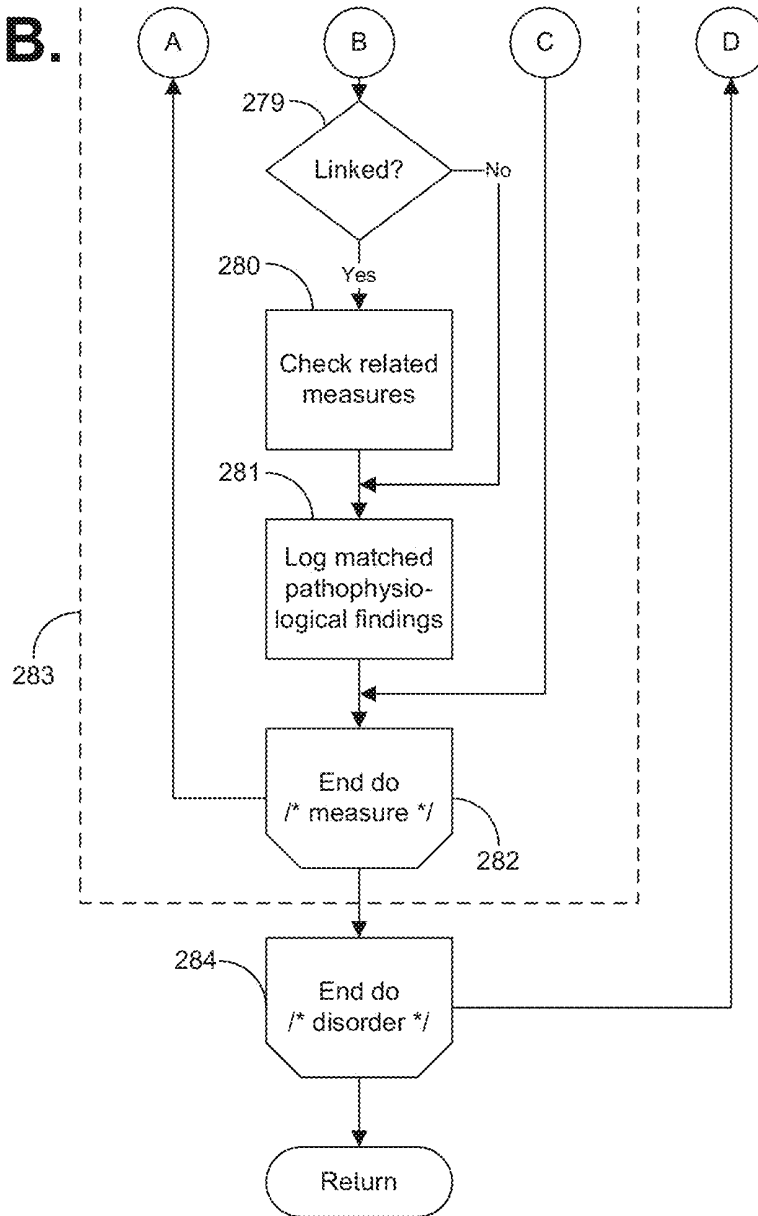 B.
A
B
C
D
279
Linked?
No
Yes
280
Check related
measures
281
Log matched
pathophysio-
logical findings
283
End do
/* measure */
282
284
End do
/* disorder */
Return